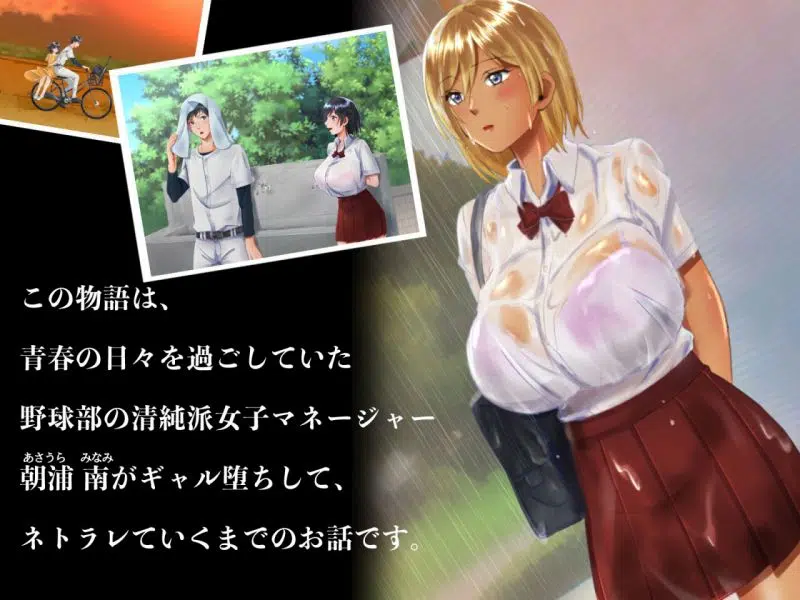 この物語は、
青春の日々を過ごしていた
野球部の清純派女子マネージャー
あさうら みなみ
朝浦 南がギャル堕ちして、
ネトラレていくまでのお話です。